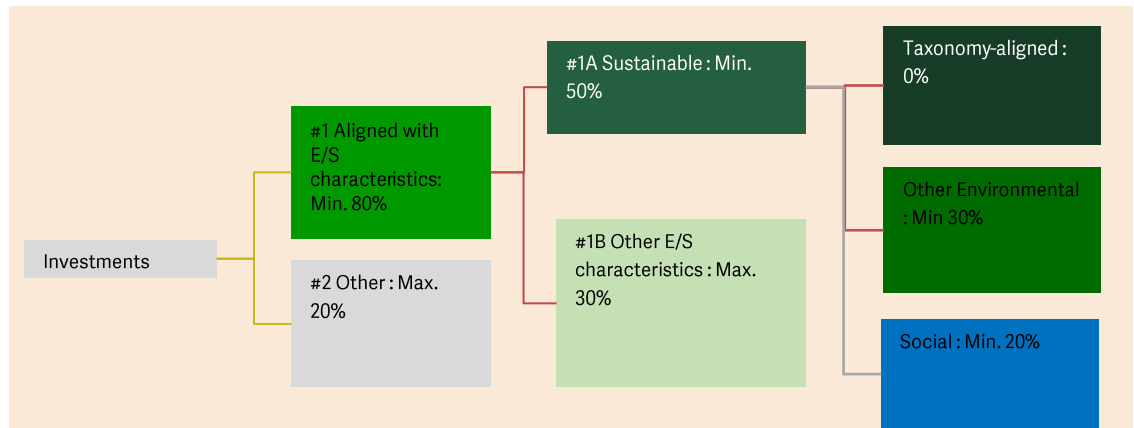 Investments
#1 Aligned with
E/S
characteristics:
Min. 80%
#2 Other : Max.
20%
#1A Sustainable : Min.
50%
#1B Other E/S
characteristics : Max.
30%
Taxonomy-aligned :
0%
Other Environmental
: Min 30%
Social : Min. 20%